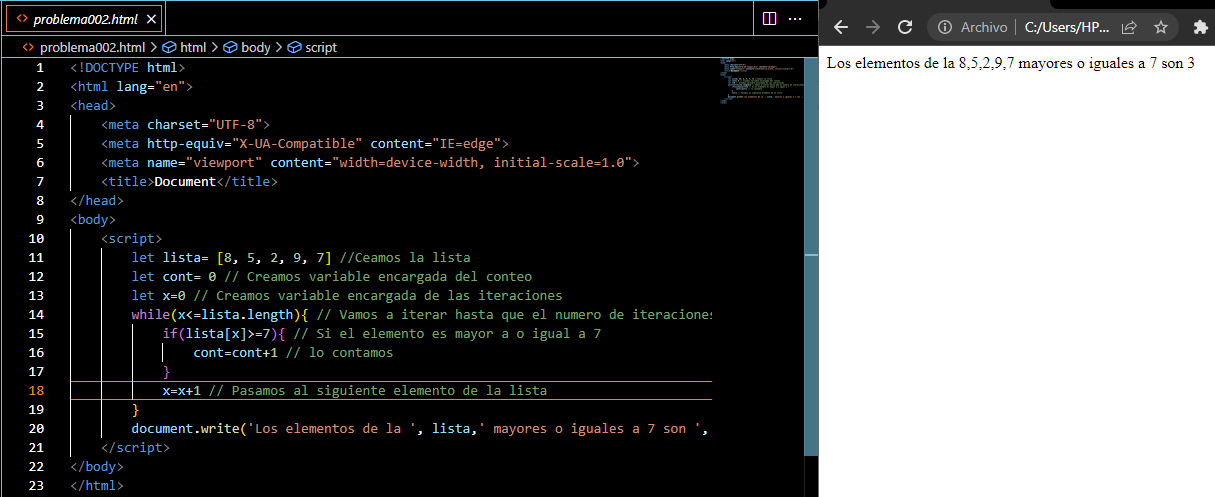 problema002.html
problema002.html > html > body > script
1 <!DOCTYPE html>
2 <html lang="en">
3 <head>
4 <meta charset="UTF-8">
5 <meta http-equiv="X-UA-Compatible" content="IE=edge">
6 <meta name="viewport" content="width=device-width, initial-scale=1.0">
7 <title>Document</title>
8 </head>
9 <body>
10 <script>
11 let lista= [8, 5, 2, 9, 7] //Ceamos la lista
12 let cont= 0 // Creamos variable encargada del conteo
13 let x=0 // Creamos variable encargada de las iteraciones
14 while(x<=lista.length){ // Vamos a iterar hasta que el numero de iteraciones
15 if(lista[x]>=7){ // Si el elemento es mayor a o igual a 7
16 cont=cont+1 // lo contamos
17 }
18 x=x+1 // Pasamos al siguiente elemento de la lista
19 }
20 document.write('Los elementos de la ', lista,' mayores o iguales a 7 son ',
21 </script>
22 </body>
23 </html>
Archivo | C:/Users/HP...
Los elementos de la 8,5,2,9,7 mayores o iguales a 7 son 3